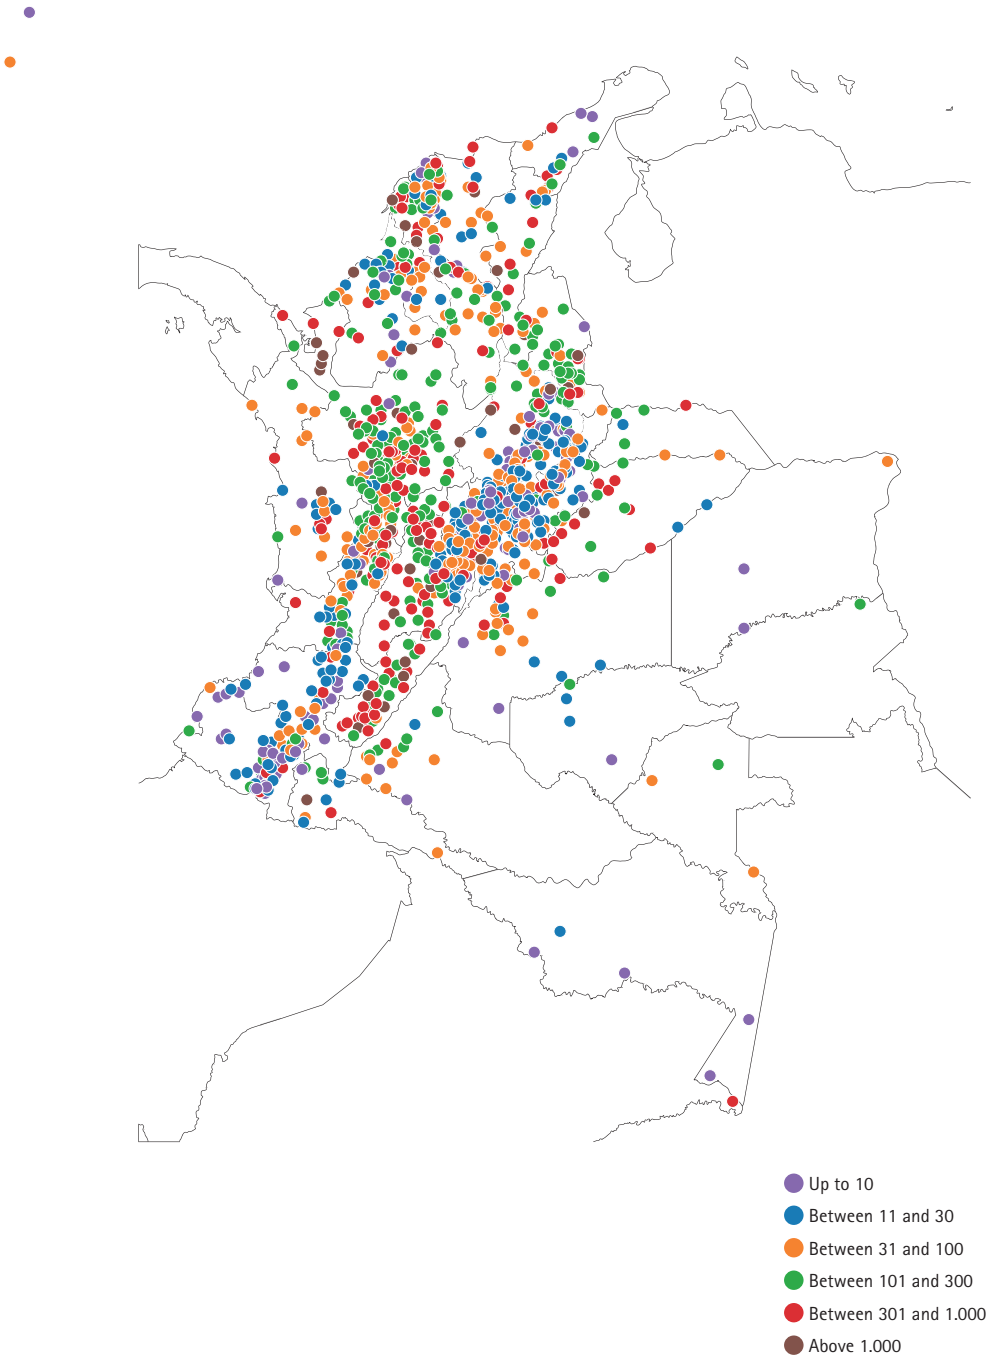 Up to 10
Between 11 and 30
Between 31 and 100
Between 101 and 300
Between 301 and 1.000
Above 1.000